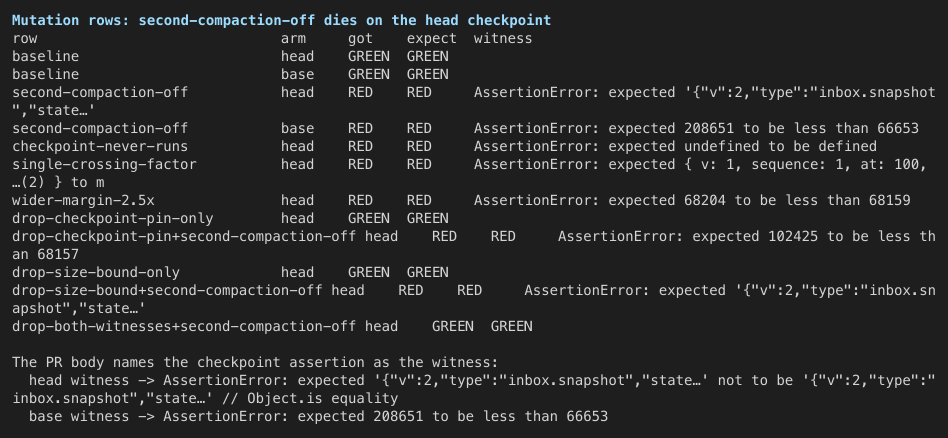 Mutation rows: second-compaction-off dies on the head checkpoint
row arm got expect witness
baseline head GREEN GREEN
baseline base GREEN GREEN
second-compaction-off head RED RED AssertionError: expected '{"v":2,"type":"inbox.snapshot
","state…'
second-compaction-off base RED RED AssertionError: expected 208651 to be less than 66653
checkpoint-never-runs head RED RED AssertionError: expected undefined to be defined
single-crossing-factor head RED RED AssertionError: expected { v: 1, sequence: 1, at: 100,
…(2) } to m
wider-margin-2.5x head RED RED AssertionError: expected 68204 to be less than 68159
drop-checkpoint-pin-only head GREEN GREEN
drop-checkpoint-pin+second-compaction-off head RED RED AssertionError: expected 102425 to be less th
an 68157
drop-size-bound-only head GREEN GREEN
drop-size-bound+second-compaction-off head RED RED AssertionError: expected '{"v":2,"type":"inbox.sn
apshot","state…'
drop-both-witnesses+second-compaction-off head GREEN GREEN
The PR body names the checkpoint assertion as the witness:
head witness -> AssertionError: expected '{"v":2,"type":"inbox.snapshot","state…' not to be '{"v":2,"type":"
inbox.snapshot","state…' // Object.is equality
base witness -> AssertionError: expected 208651 to be less than 66653